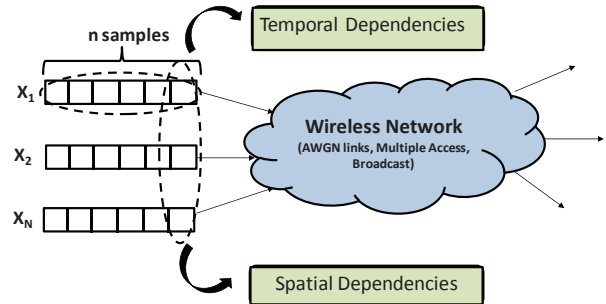 Temporal Dependencies
n samples
X1
X2
XN
Wireless Network
(AWGN links, Multiple Access,
Broadcast)
Spatial Dependencies